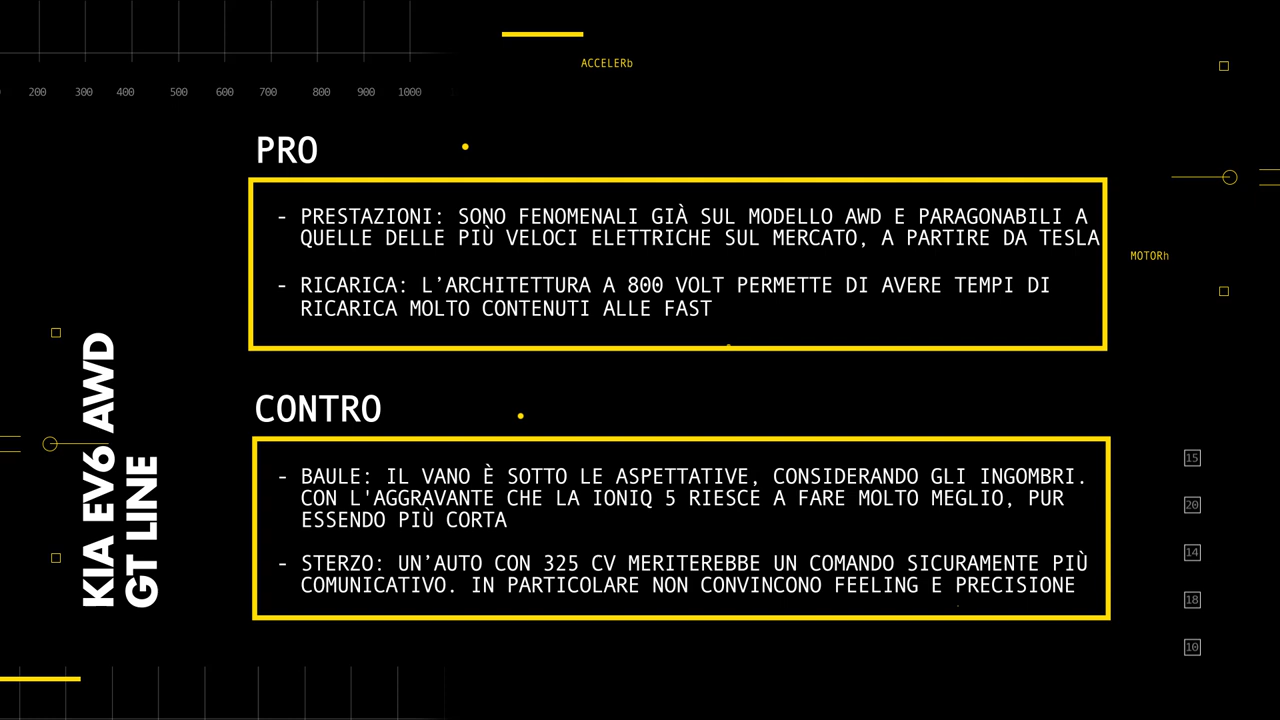 ACCELERb
200 300 400 500 600 700 800 900 1000
PRO
- PRESTAZIONI: SONO FENOMENALI GIÀ SUL MODELLO AWD E PARAGONABILI A
QUELLE DELLE PIÙ VELOCI ELETTRICHE SUL MERCATO, A PARTIRE DA TESLA
- RICARICA: L’ARCHITETTURA A 800 VOLT PERMETTE DI AVERE TEMPI DI
RICARICA MOLTO CONTENUTI ALLE FAST
MOTORh
KIA EV6 AWD
GT LINE
CONTRO
- BAULE: IL VANO È SOTTO LE ASPETTATIVE, CONSIDERANDO GLI INGOMBRI.
CON L'AGGRAVANTE CHE LA IONIQ 5 RIESCE A FARE MOLTO MEGLIO, PUR
ESSENDO PIÙ CORTA
- STERZO: UN’AUTO CON 325 CV MERITEREBBE UN COMANDO SICURAMENTE PIÙ
COMUNICATIVO. IN PARTICOLARE NON CONVINCONO FEELING E PRECISIONE
15
20
14
18
10